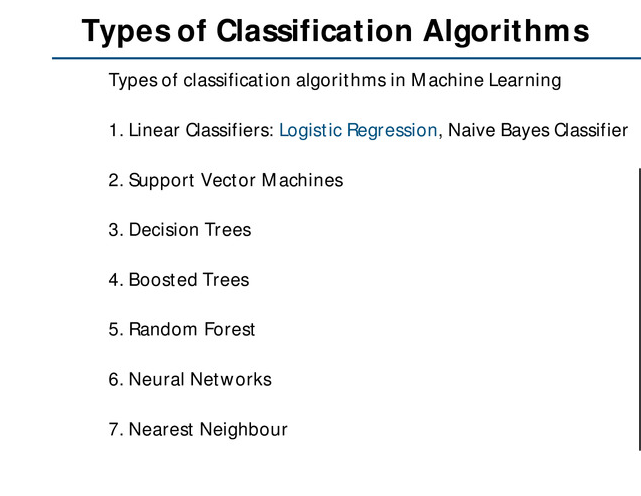 Types of Classification Algorithms
Types of classification algorithms in Machine Learning
1. Linear Classifiers: Logistic Regression, Naive Bayes Classifier
2. Support Vector Machines
3. Decision Trees
4. Boosted Trees
5. Random Forest
6. Neural Networks
7. Nearest Neighbour